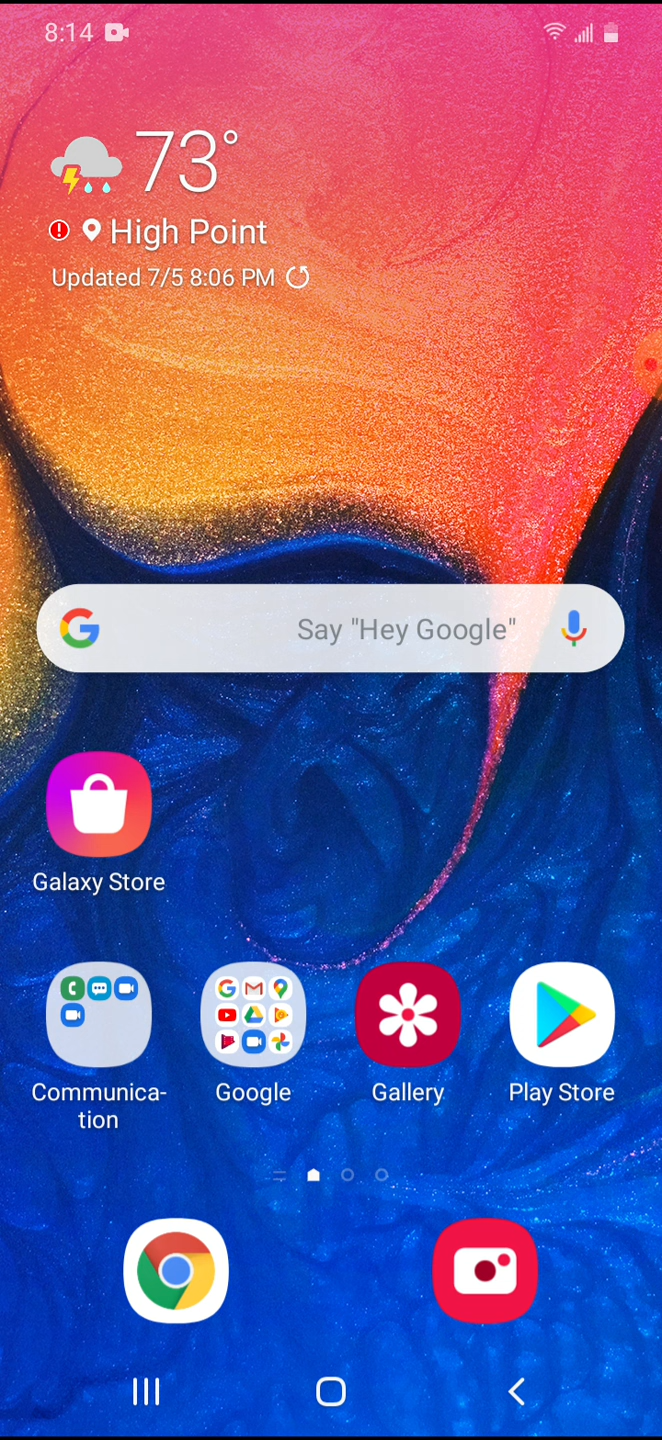 8:14
73°
High Point
Updated 7/5 8:06 PM
Say "Hey Google"
Galaxy Store
Communica-
tion
Google
Gallery
Play Store